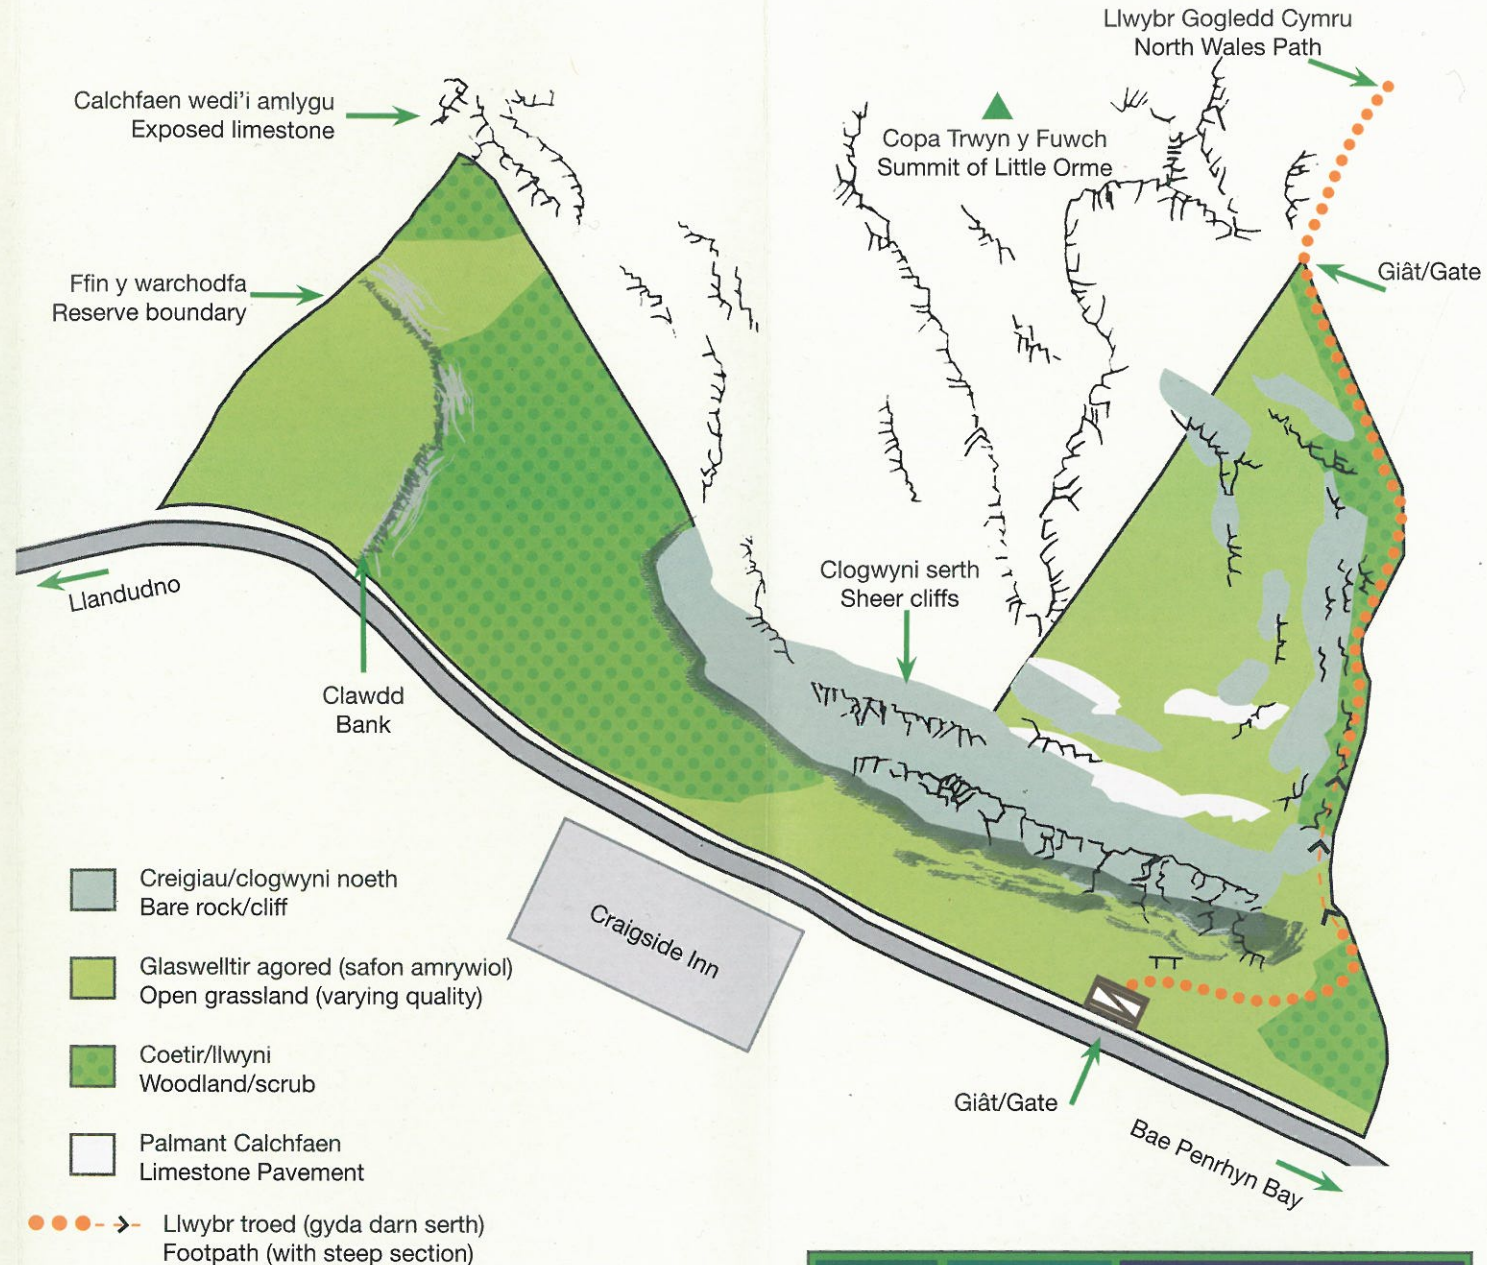 Llwybr Gogledd Cymru
North Wales Path
Calchfaen wedi'i amlygu
Exposed limestone
Copa Trwyn y Fuwch
Summit of Little Orme
Giât/Gate
Ffin y warchodfa
Reserve boundary
Llandudno
Clogwyni serth
Sheer cliffs
Clawdd
Bank
Craigside Inn
Giât/Gate
Bae Penrhyn Bay
Creigiau/clogwyni noeth
Bare rock/cliff
Glaswelltir agored (safon amrywiol)
Open grassland (varying quality)
Coetir/llwyni
Woodland/scrub
Palmant Calchfaen
Limestone Pavement
Llwybr troed (gyda darn serth)
Footpath (with steep section)